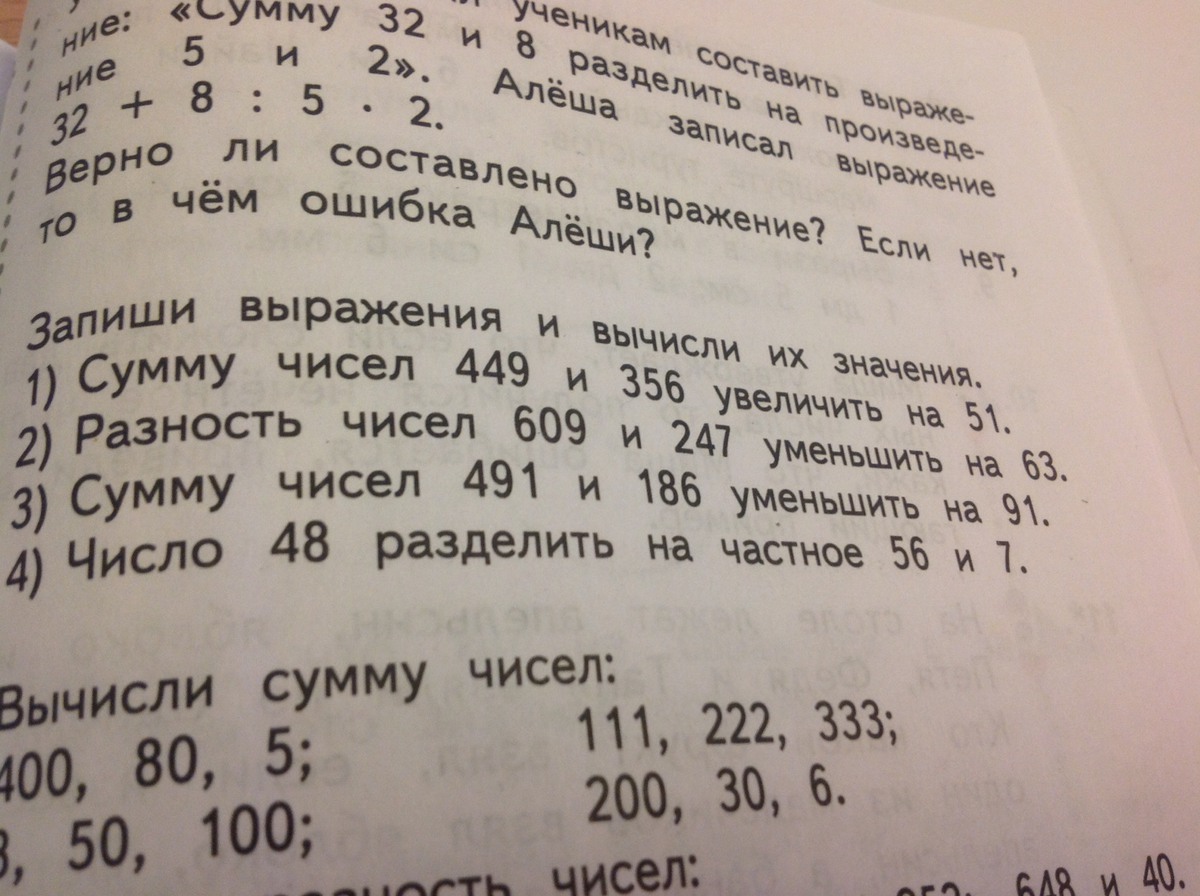 ученикам составить выраже-
ние: «Сумму 32 и 8 разделить на произведе-
ние 5 и 2». Алёша записал выражение
32 + 8 : 5 · 2.
Верно ли составлено выражение? Если нет,
то в чём ошибка Алёши?
Запиши выражения и вычисли их значения.
1) Сумму чисел 449 и 356 увеличить на 51.
2) Разность чисел 609 и 247 уменьшить на 63.
3) Сумму чисел 491 и 186 уменьшить на 91.
4) Число 48 разделить на частное 56 и 7.
Вычисли сумму чисел:
400, 80, 5; 111, 222, 333;
50, 100; 200, 30, 6.
чисел:
648 и 40.